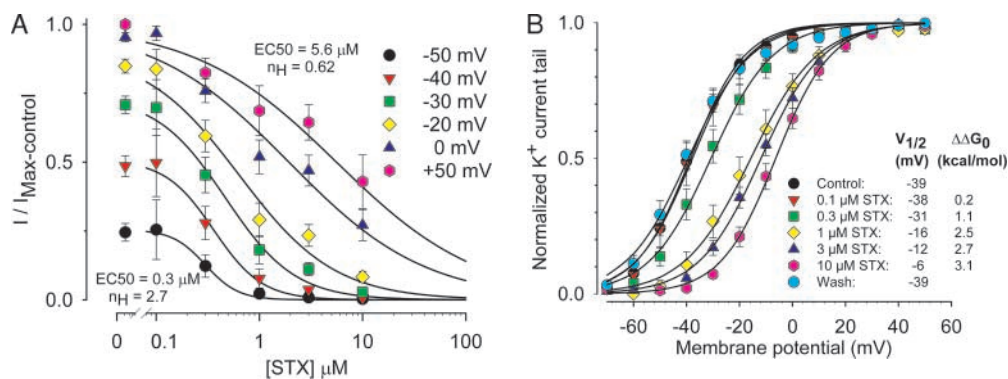 A
EC50 = 5.6 µM
nH = 0.62
-50 mV
-40 mV
-30 mV
-20 mV
0 mV
+50 mV
I / IMax-control
1.0
0.5
0.0
EC50 = 0.3 µM
nH = 2.7
0 0.1 1 10 100
[STX] µM
B
Normalized K+ current tail
1.0
0.5
0.0
V1/2 ΔΔG0
(mV) (kcal/mol)
Control: -39
0.1 µM STX: -38 0.2
0.3 µM STX: -31 1.1
1 µM STX: -16 2.5
3 µM STX: -12 2.7
10 µM STX: -6 3.1
Wash: -39
-60 -40 -20 0 20 40 60
Membrane potential (mV)